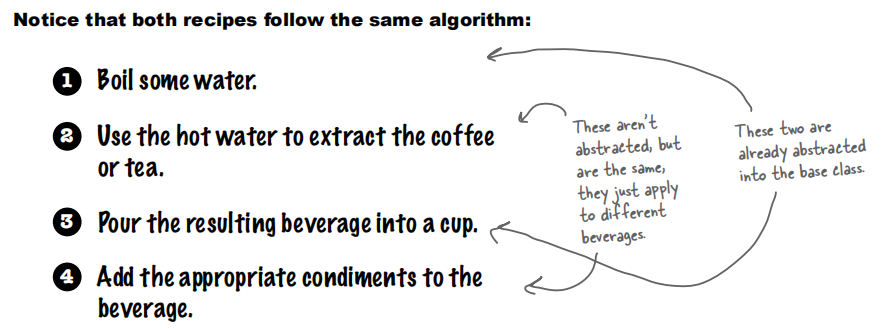 Notice that both recipes follow the same algorithm:
1 Boil some water.
2 Use the hot water to extract the coffee
or tea.
3 Pour the resulting beverage into a cup.
4 Add the appropriate condiments to the
beverage.
These aren't
abstracted, but
are the same,
they just apply
to different
beverages.
These two are
already abstracted
into the base class.